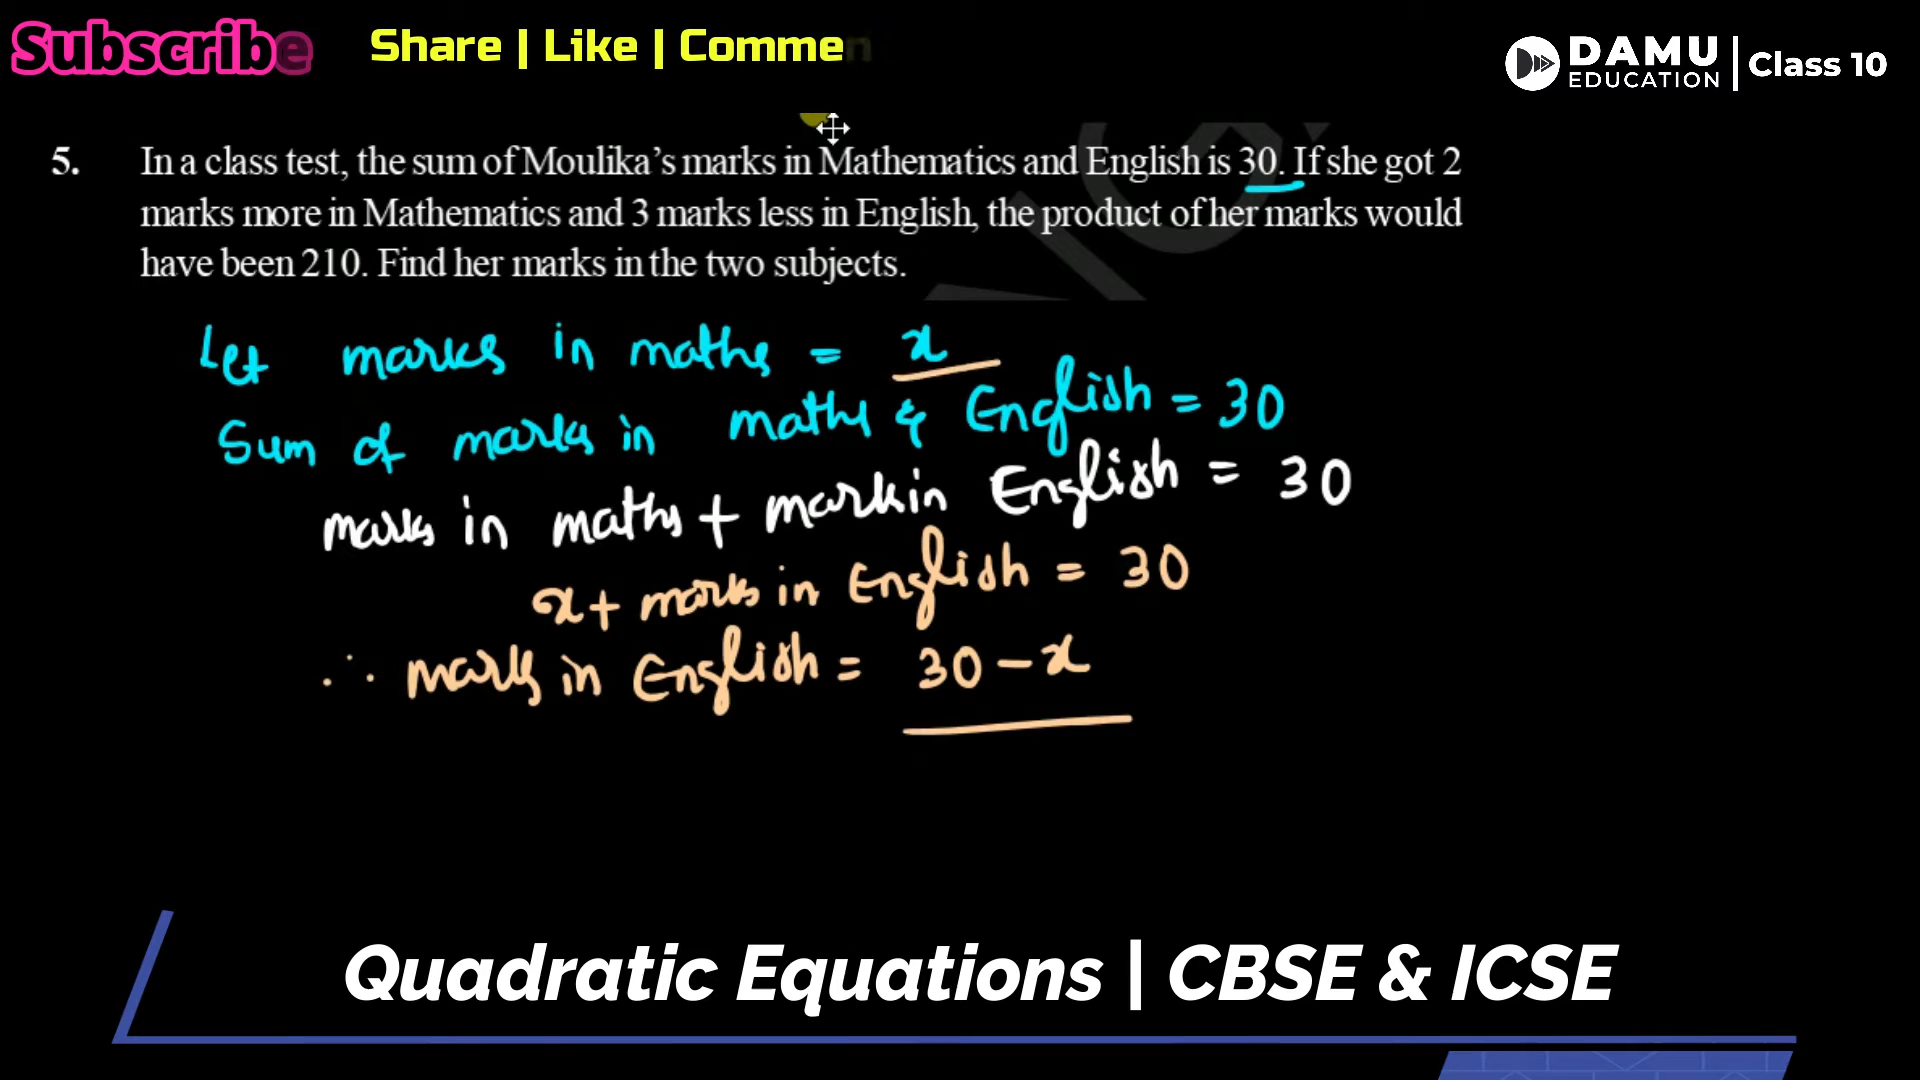 Subscribe
Share | Like | Commen
DAMU
EDUCATION
Class 10
5. In a class test, the sum of Moulika's marks in Mathematics and English is 30. If she got 2
marks more in Mathematics and 3 marks less in English, the product of her marks would
have been 210. Find her marks in the two subjects.
Let marks in maths = x
Sum of marks in maths & English = 30
marks in maths + mark in English = 30
x + marks in English = 30
∴ marks in English = 30 - x
Quadratic Equations | CBSE & ICSE